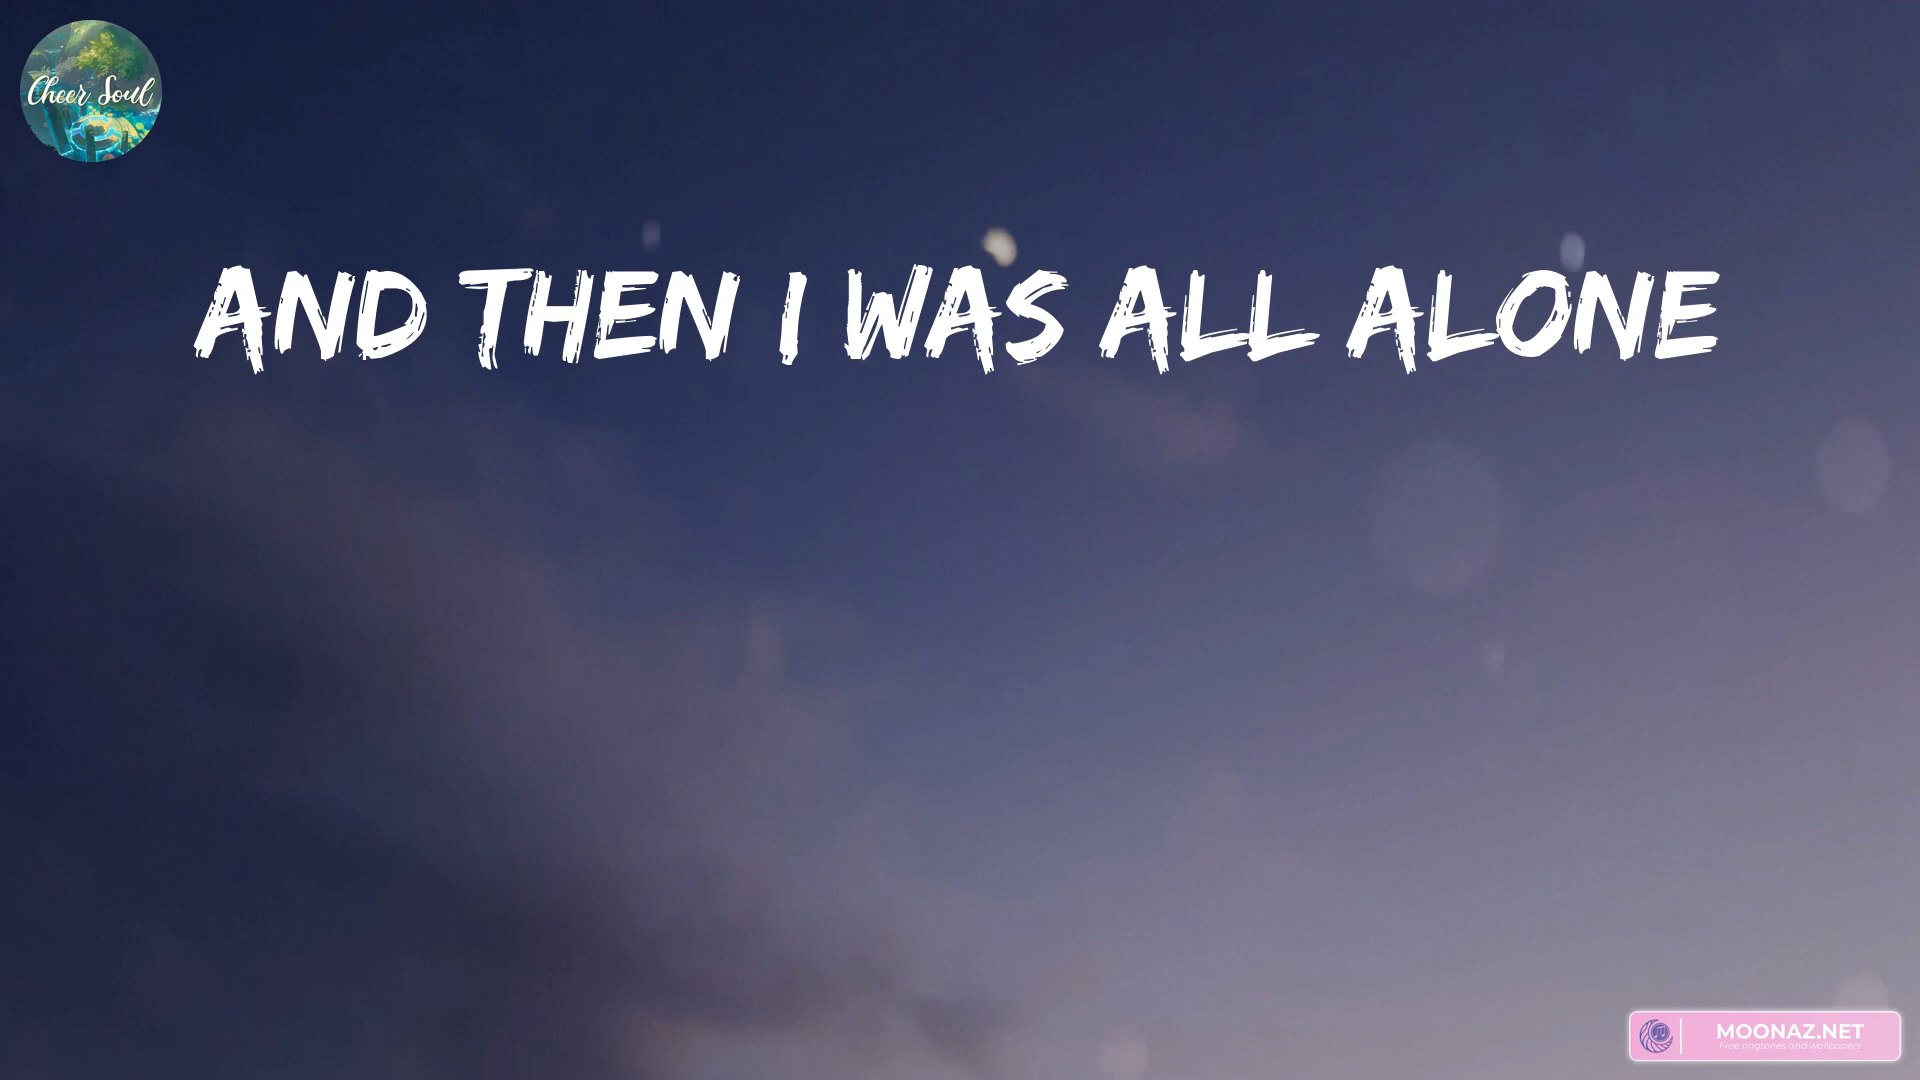 Cheer Soul
AND THEN I WAS ALL ALONE
MOONAZ.NET
Free ringtones and wallpapers